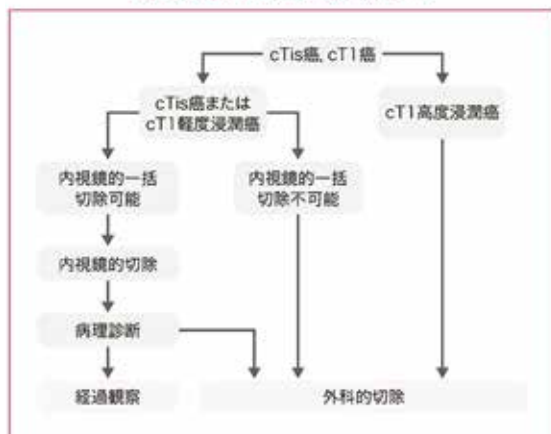 cTis癌, cT1癌
cTis癌または
cT1軽度浸潤癌
cT1高度浸潤癌
内視鏡的一括
切除可能
内視鏡的一括
切除不可能
内視鏡的切除
病理診断
経過観察
外科的切除